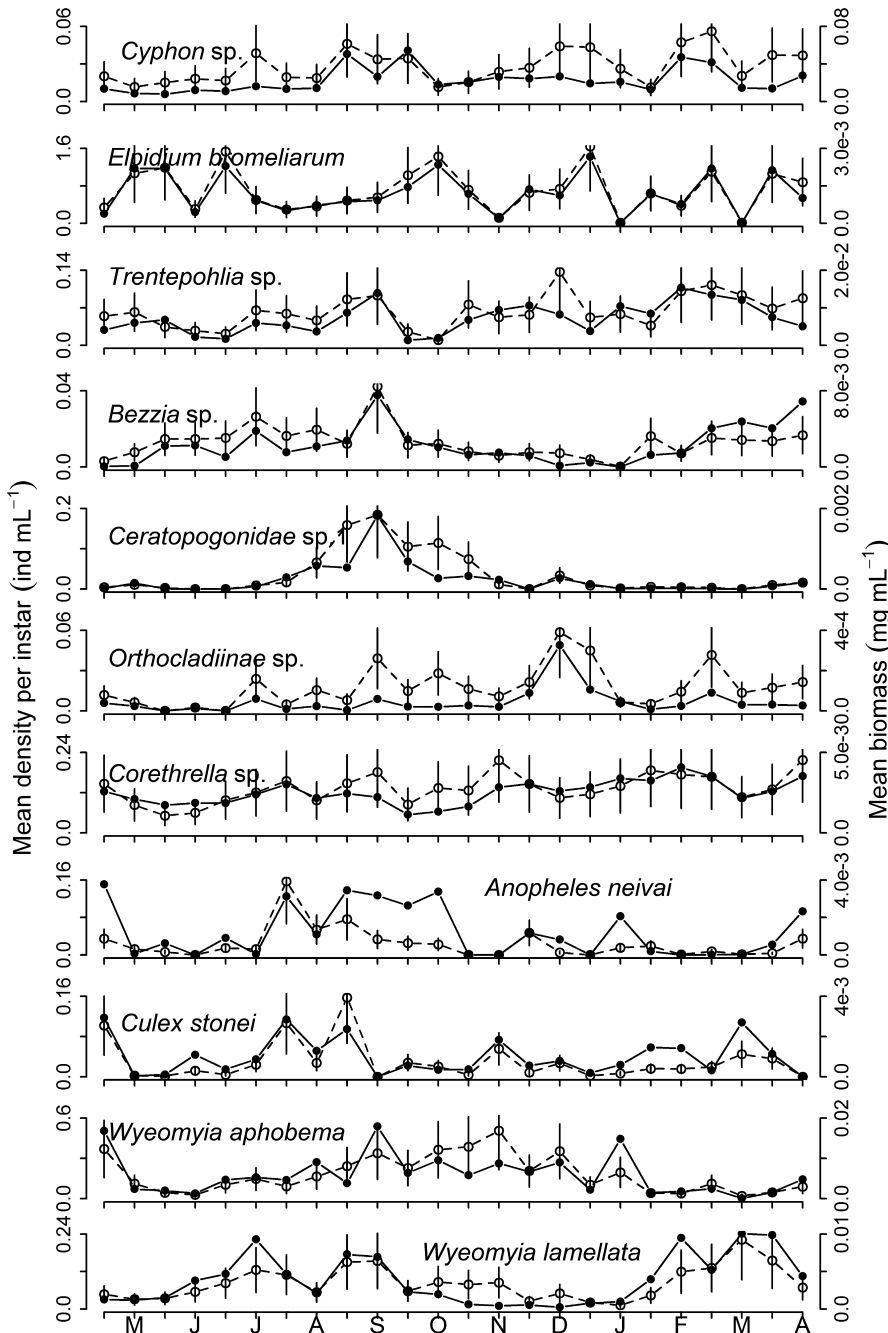 Mean density per instar (ind mL⁻¹)
Mean biomass (mg mL⁻¹)
Cyphon sp.
0.0 0.06
0.0 0.08
Elpidium bromeliarum
0.0 1.6
0.0 3.0e-3
Trentepohlia sp.
0.0 0.14
0.0 2.0e-2
Bezzia sp.
0.0 0.04
0.0 8.0e-3
Ceratopogonidae sp.
0.0 0.2
0.0 0.002
Orthocladiinae sp.
0.0 0.06
0.0 4e-4
Corethrella sp.
0.0 0.24
0.0 5.0e-3
Anopheles neivai
0.0 0.16
0.0 4.0e-3
Culex stonei
0.0 0.16
0.0 4e-3
Wyeomyia aphobema
0.0 0.6
0.0 0.02
Wyeomyia lamellata
0.0 0.24
0.0 0.01
M J J A S O N D J F M A